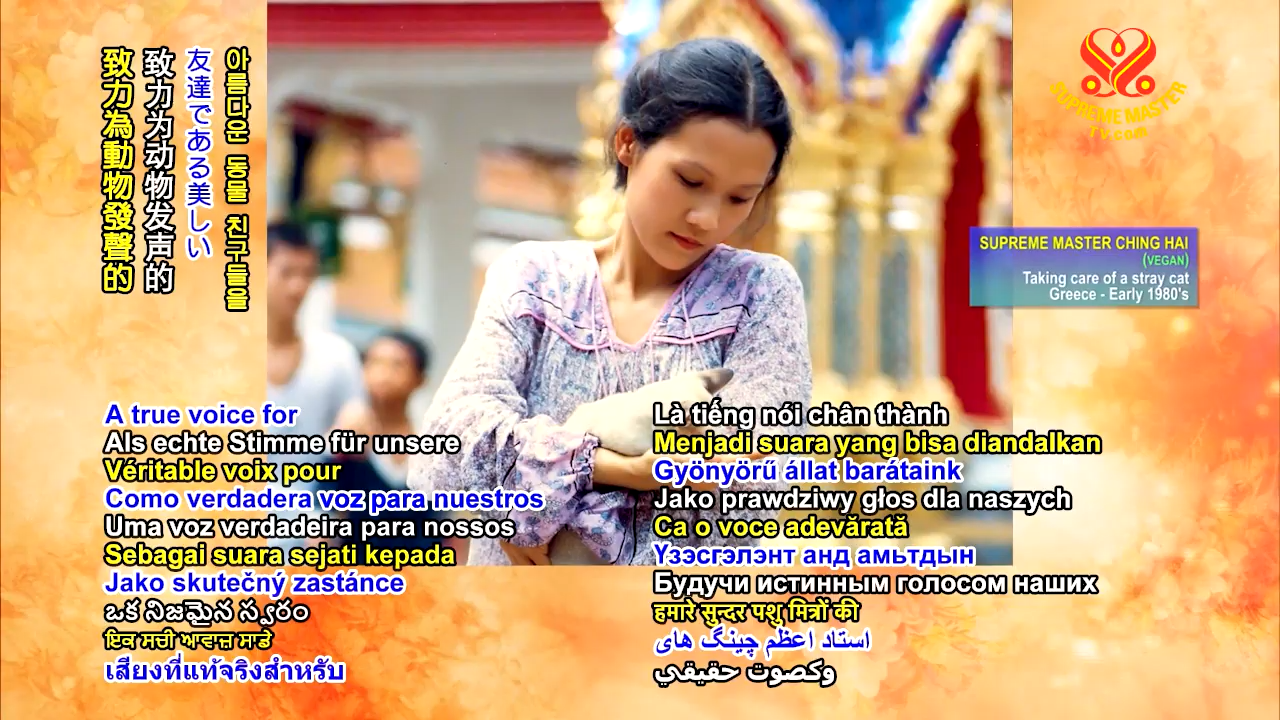 致力為動物發聲的
致力为动物发声的
友達である美しい
아름다운 동물 친구들을
SUPREME MASTER
TV.com
SUPREME MASTER CHING HAI
(VEGAN)
Taking care of a stray cat
Greece - Early 1980's
A true voice for
Als echte Stimme für unsere
Véritable voix pour
Como verdadera voz para nuestros
Uma voz verdadeira para nossos
Sebagai suara sejati kepada
Jako skutečný zastánce
ఒక నిజమైన స్వరం
ਇਕ ਸਚੀ ਆਵਾਜ਼ ਸਾਡੇ
เสียงที่แท้จริงสำหรับ
Là tiếng nói chân thành
Menjadi suara yang bisa diandalkan
Gyönyörű állat barátaink
Jako prawdziwy głos dla naszych
Ca o voce adevărată
Үзэсгэлэнт анд амьтдын
Будучи истинным голосом наших
हमारे सुन्दर पशु मित्रों की
استاد اعظم چینگ های
وكصوت حقيقي